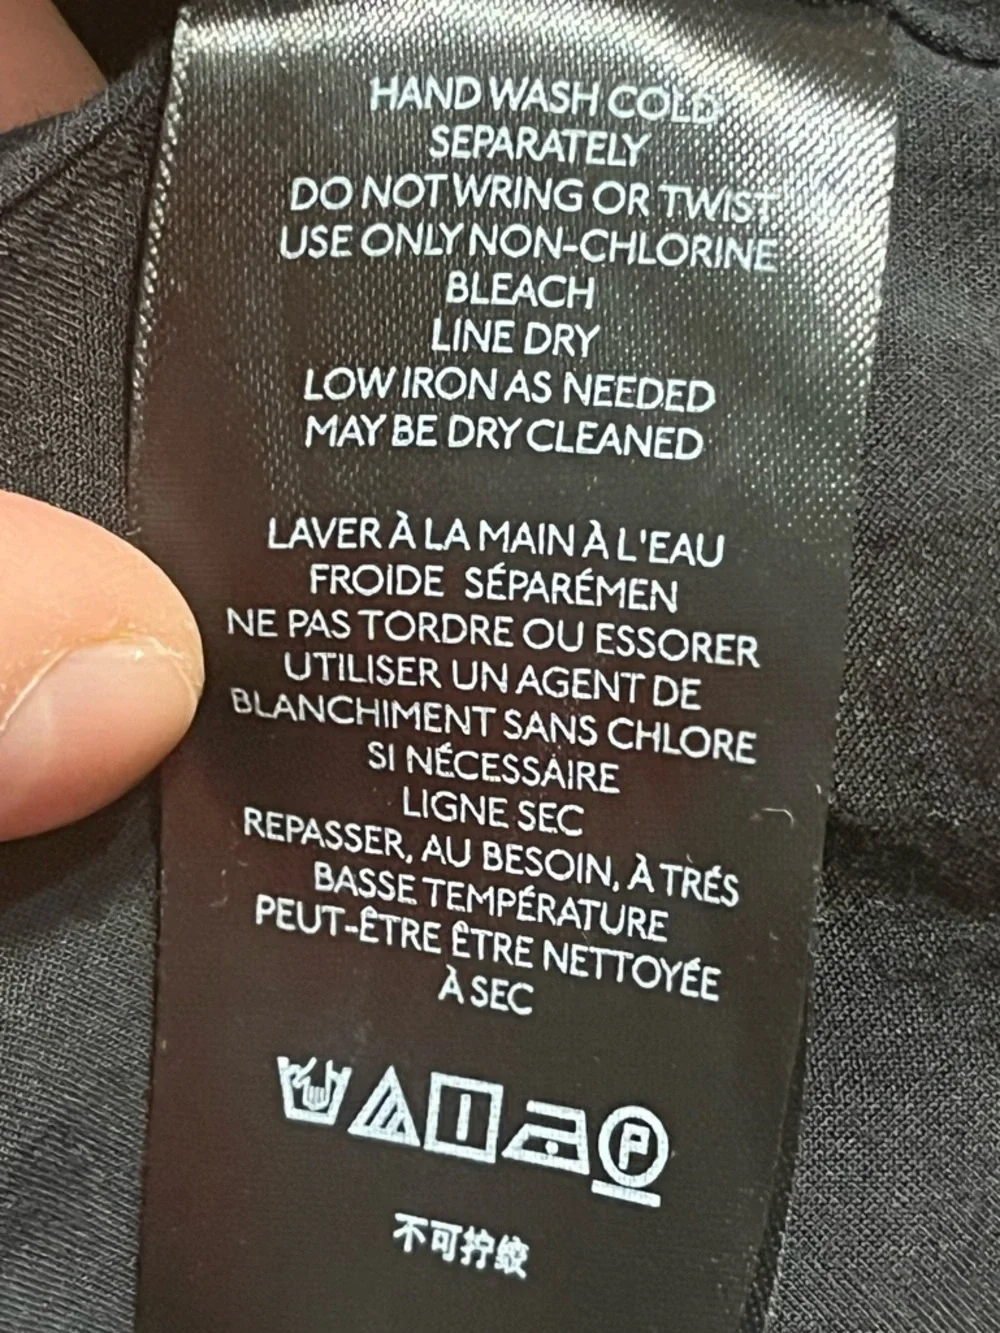 HAND WASH COLD
SEPARATELY
DO NOT WRING OR TWIST
USE ONLY NON-CHLORINE
BLEACH
LINE DRY
LOW IRON AS NEEDED
MAY BE DRY CLEANED
LAVER À LA MAIN À L'EAU
FROIDE SÉPARÉMEN
NE PAS TORDRE OU ESSORER
UTILISER UN AGENT DE
BLANCHIMENT SANS CHLORE
SI NÉCESSAIRE
LIGNE SEC
REPASSER, AU BESOIN, À TRÉS
BASSE TEMPÉRATURE
PEUT-ÊTRE ÊTRE NETTOYÉE
À SEC
P
不可拧绞